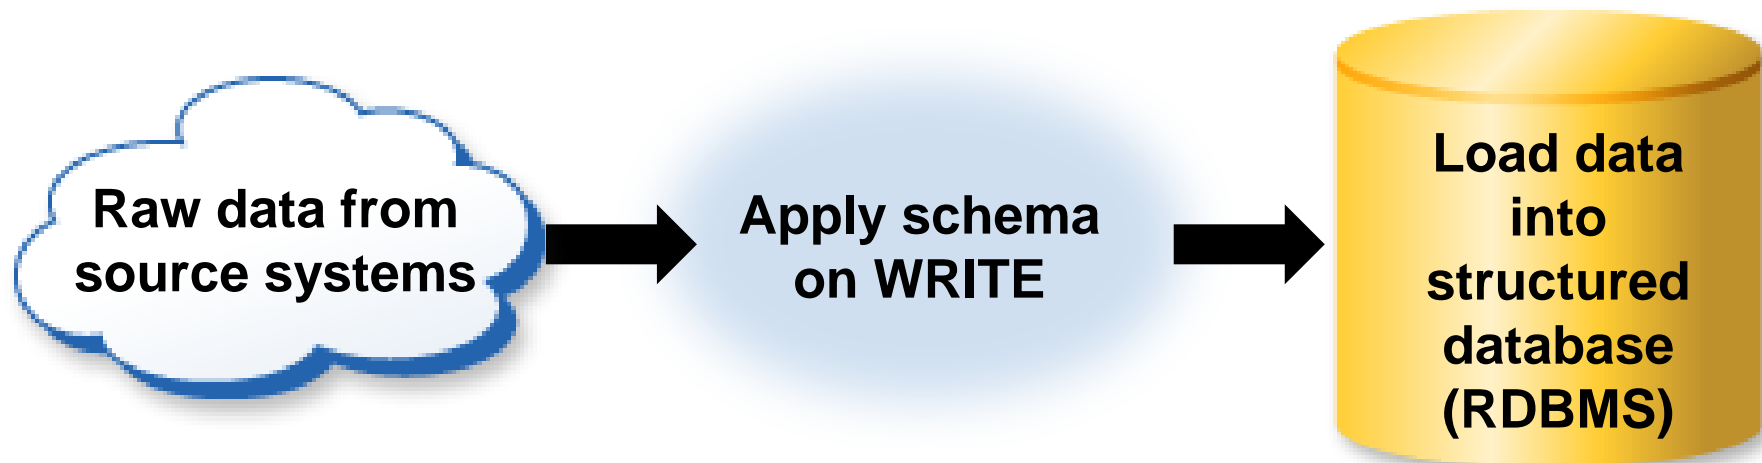 Raw data from
source systems
Apply schema
on WRITE
Load data
into
structured
database
(RDBMS)